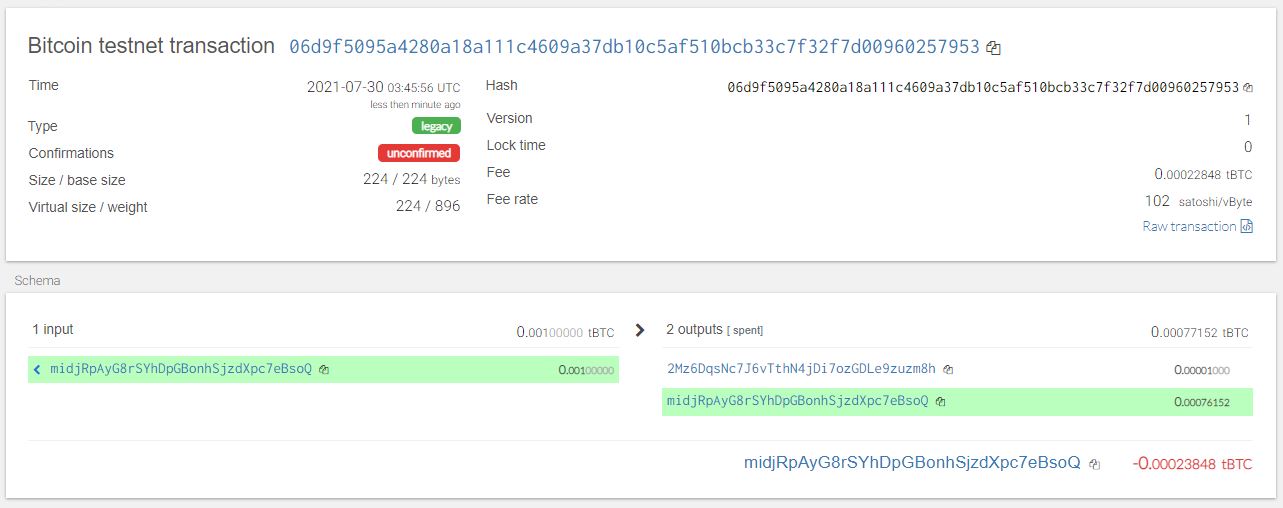 Bitcoin testnet transaction 06d9f5095a4280a18a111c4609a37db10c5af510bcb33c7f32f7d00960257953
Time 2021-07-30 03:45:56 UTC
less then minute ago
Type legacy
Confirmations unconfirmed
Size / base size 224 / 224 bytes
Virtual size / weight 224 / 896
Hash 06d9f5095a4280a18a111c4609a37db10c5af510bcb33c7f32f7d00960257953
Version 1
Lock time 0
Fee 0.00022848 tBTC
Fee rate 102 satoshi/vByte
Raw transaction
Schema
1 input 0.00100000 tBTC
midjRpAyG8rSYhDpGBonhSjzdXpc7eBsoQ 0.00100000
2 outputs [ spent] 0.00077152 tBTC
2Mz6DqsNc7J6vTthN4jDi7ozGDLe9zuzm8h 0.00001000
midjRpAyG8rSYhDpGBonhSjzdXpc7eBsoQ 0.00076152
midjRpAyG8rSYhDpGBonhSjzdXpc7eBsoQ -0.00023848 tBTC